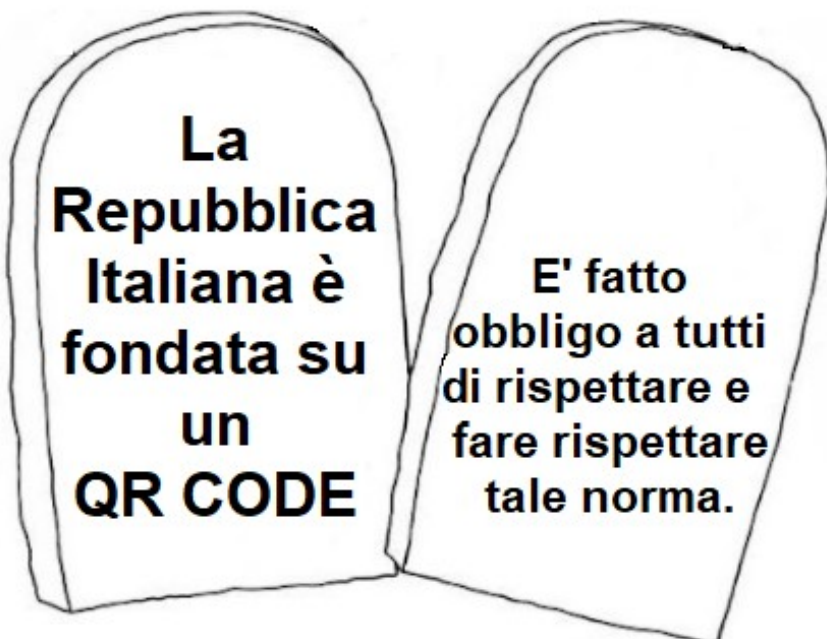 La
Repubblica
Italiana è
fondata su
un
QR CODE
E' fatto
obbligo a tutti
di rispettare e
fare rispettare
tale norma.